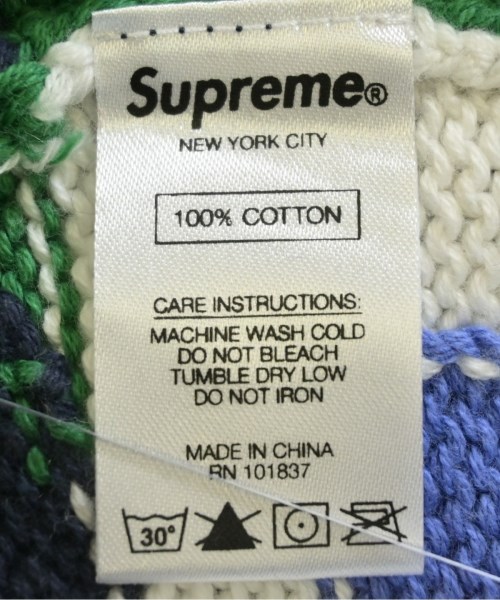 Supreme®
NEW YORK CITY
100% COTTON
CARE INSTRUCTIONS:
MACHINE WASH COLD
DO NOT BLEACH
TUMBLE DRY LOW
DO NOT IRON
MADE IN CHINA
RN 101837
30°